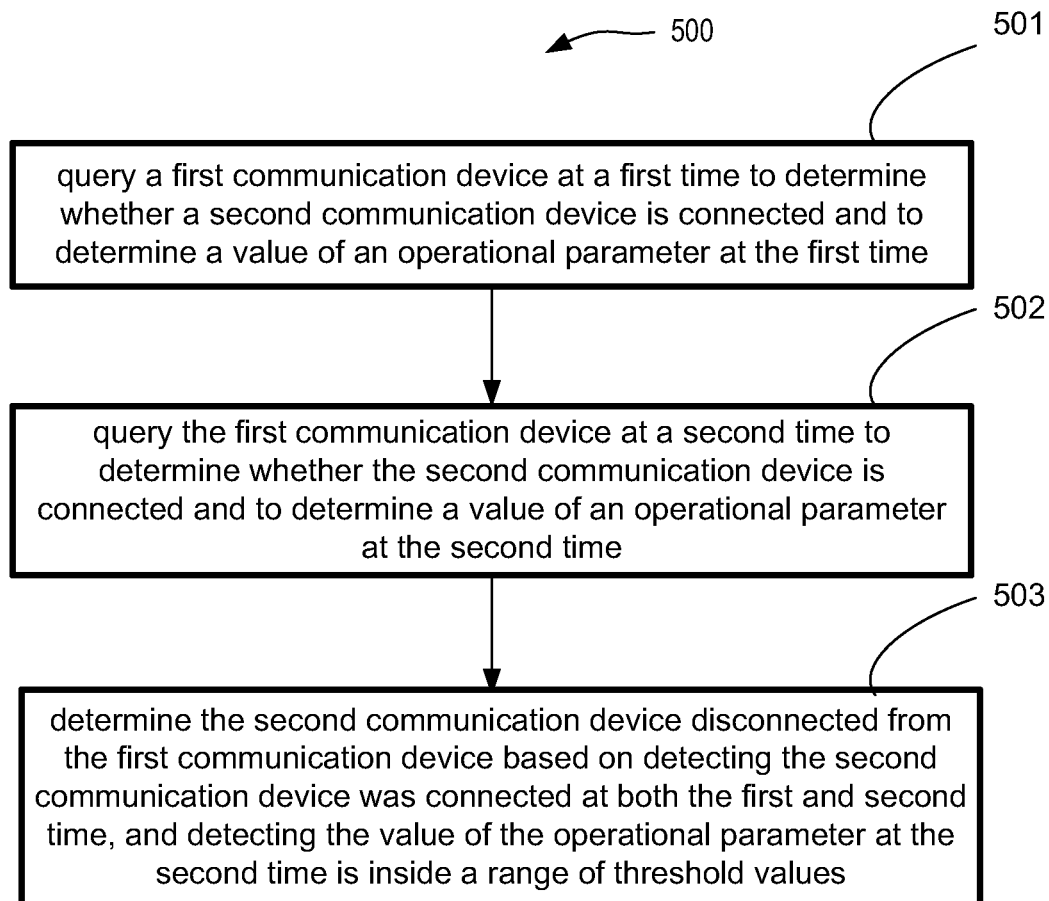 500
501
query a first communication device at a first time to determine
whether a second communication device is connected and to
determine a value of an operational parameter at the first time
502
query the first communication device at a second time to
determine whether the second communication device is
connected and to determine a value of an operational parameter
at the second time
503
determine the second communication device disconnected from
the first communication device based on detecting the second
communication device was connected at both the first and second
time, and detecting the value of the operational parameter at the
second time is inside a range of threshold values